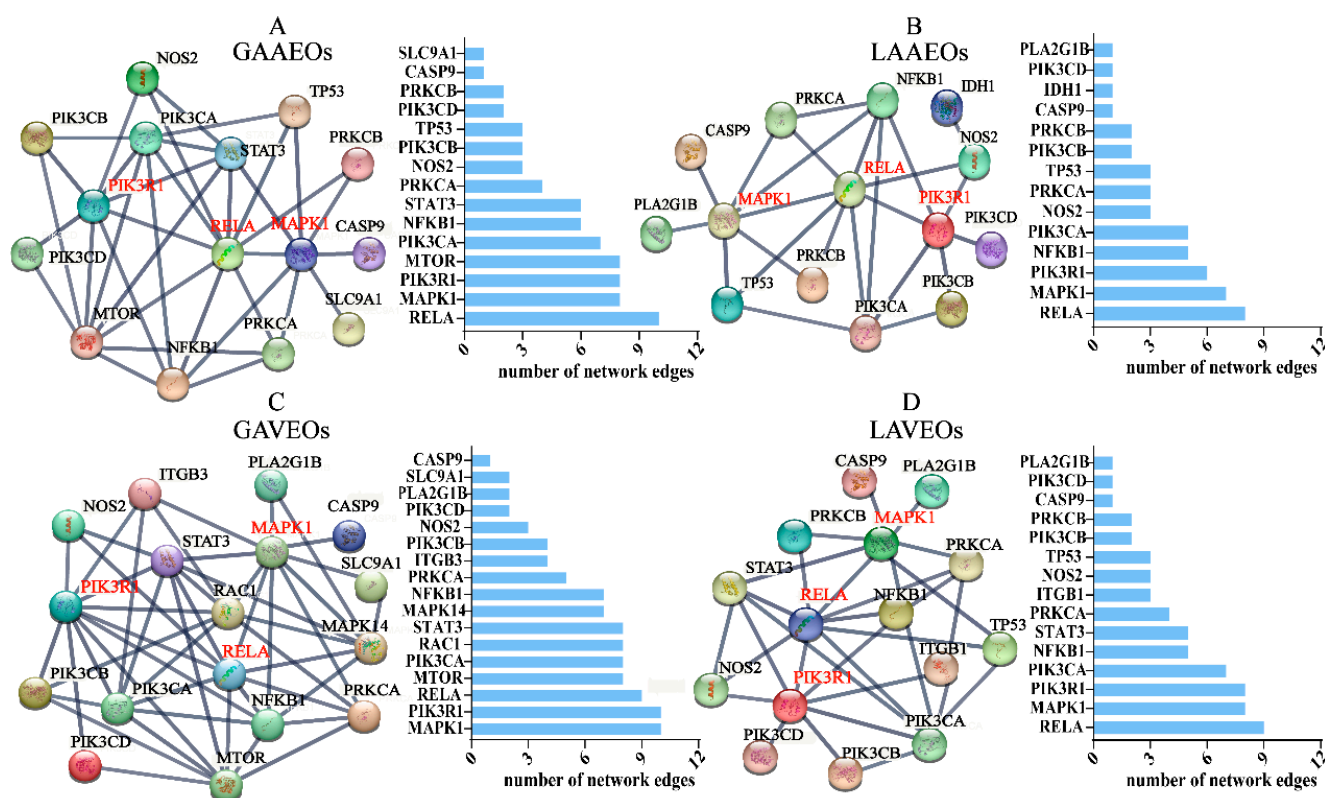 A
GAAEOs
NOS2
TP53
PIK3CB
PIK3CA
PRKCB
STAT3
PIK3R1
RELA
MAPK1
CASP9
PIK3CD
SLC9A1
MTOR
PRKCA
NFKB1
SLC9A1
CASP9
PRKCB
PIK3CD
TP53
PIK3CB
NOS2
PRKCA
STAT3
NFKB1
PIK3CA
MTOR
PIK3R1
MAPK1
RELA
0 3 6 9 12
number of network edges
B
LAAEOs
NFKB1
IDH1
PRKCA
CASP9
NOS2
RELA
PIK3R1
MAPK1
PLA2G1B
PIK3CD
PRKCB
TP53
PIK3CB
PIK3CA
PLA2G1B
PIK3CD
IDH1
CASP9
PRKCB
PIK3CB
TP53
PRKCA
NOS2
PIK3CA
NFKB1
PIK3R1
MAPK1
RELA
0 3 6 9 12
number of network edges
C
GAVEOs
ITGB3
PLA2G1B
NOS2
CASP9
MAPK1
STAT3
SLC9A1
PIK3R1
RAC1
MAPK14
RELA
PIK3CB
PIK3CA
NFKB1
PRKCA
PIK3CD
MTOR
CASP9
SLC9A1
PLA2G1B
PIK3CD
NOS2
PIK3CB
ITGB3
PRKCA
NFKB1
MAPK14
STAT3
RAC1
PIK3CA
MTOR
RELA
PIK3R1
MAPK1
0 3 6 9 12
number of network edges
D
LAVEOs
CASP9
PLA2G1B
PRKCB
MAPK1
PRKCA
STAT3
RELA
NFKB1
TP53
ITGB1
NOS2
PIK3R1
PIK3CA
PIK3CD
PIK3CB
PLA2G1B
PIK3CD
CASP9
PRKCB
PIK3CB
TP53
NOS2
ITGB1
PRKCA
STAT3
NFKB1
PIK3CA
PIK3R1
MAPK1
RELA
0 3 6 9 12
number of network edges